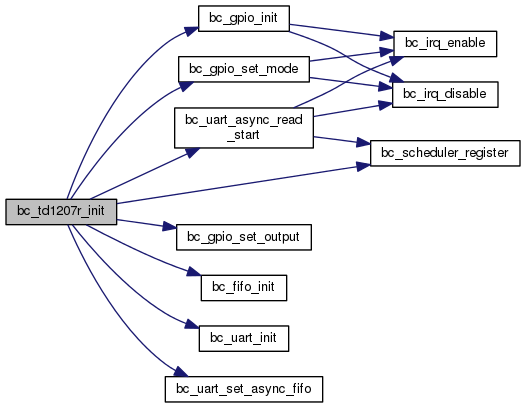 bc_gpio_init
bc_irq_enable
bc_gpio_set_mode
bc_irq_disable
bc_uart_async_read
_start
bc_scheduler_register
bc_td1207r_init
bc_gpio_set_output
bc_fifo_init
bc_uart_init
bc_uart_set_async_fifo